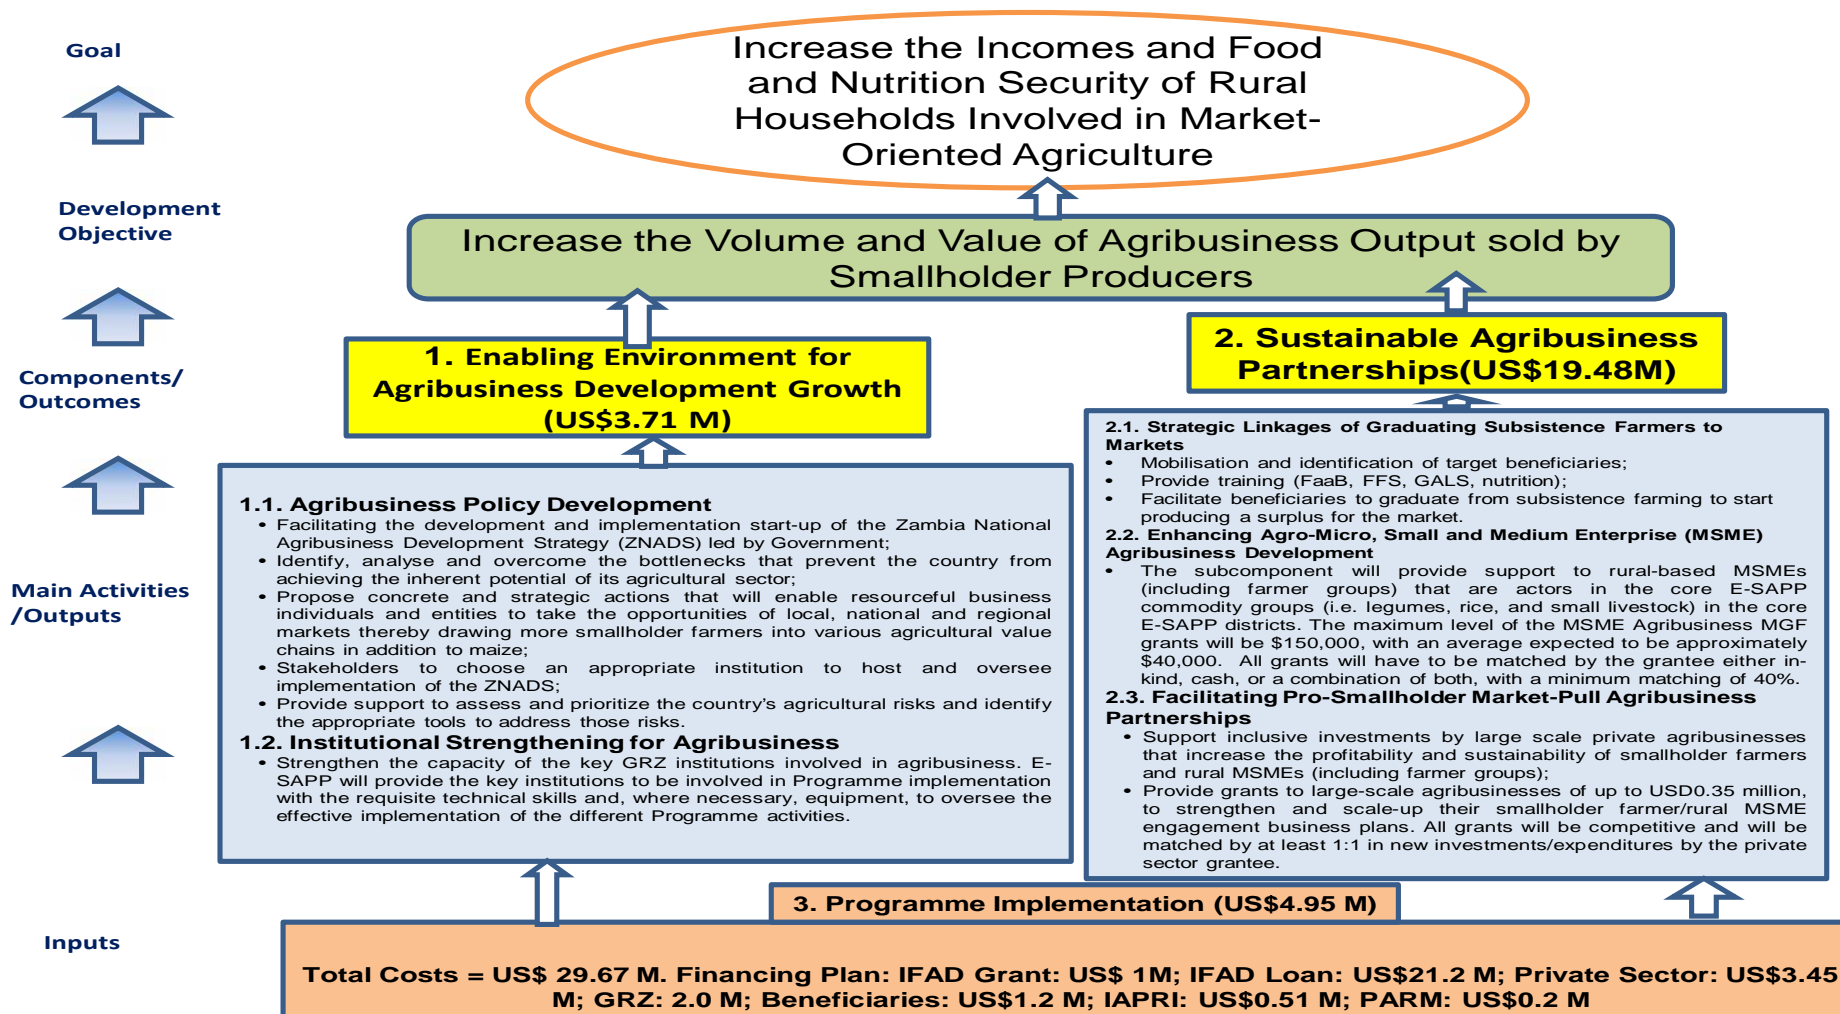 Goal
Increase the Incomes and Food
and Nutrition Security of Rural
Households Involved in Market-
Oriented Agriculture
Development
Objective
Increase the Volume and Value of Agribusiness Output sold by
Smallholder Producers
Components/
Outcomes
1. Enabling Environment for
Agribusiness Development Growth
(US$3.71 M)
2. Sustainable Agribusiness
Partnerships(US$19.48M)
Main Activities
/Outputs
1.1. Agribusiness Policy Development
• Facilitating the development and implementation start-up of the Zambia National
Agribusiness Development Strategy (ZNADS) led by Government;
• Identify, analyse and overcome the bottlenecks that prevent the country from
achieving the inherent potential of its agricultural sector;
• Propose concrete and strategic actions that will enable resourceful business
individuals and entities to take the opportunities of local, national and regional
markets thereby drawing more smallholder farmers into various agricultural value
chains in addition to maize;
• Stakeholders to choose an appropriate institution to host and oversee
implementation of the ZNADS;
• Provide support to assess and prioritize the country's agricultural risks and identify
the appropriate tools to address those risks.
1.2. Institutional Strengthening for Agribusiness
• Strengthen the capacity of the key GRZ institutions involved in agribusiness. E-
SAPP will provide the key institutions to be involved in Programme implementation
with the requisite technical skills and, where necessary, equipment, to oversee the
effective implementation of the different Programme activities.
2.1. Strategic Linkages of Graduating Subsistence Farmers to
Markets
• Mobilisation and identification of target beneficiaries;
• Provide training (FaaB, FFS, GALS, nutrition);
• Facilitate beneficiaries to graduate from subsistence farming to start
producing a surplus for the market.
2.2. Enhancing Agro-Micro, Small and Medium Enterprise (MSME)
Agribusiness Development
• The subcomponent will provide support to rural-based MSMEs
(including farmer groups) that are actors in the core E-SAPP
commodity groups (i.e. legumes, rice, and small livestock) in the core
E-SAPP districts. The maximum level of the MSME Agribusiness MGF
grants will be $150,000, with an average expected to be approximately
$40,000. All grants will have to be matched by the grantee either in-
kind, cash, or a combination of both, with a minimum matching of 40%.
2.3. Facilitating Pro-Smallholder Market-Pull Agribusiness
Partnerships
• Support inclusive investments by large scale private agribusinesses
that increase the profitability and sustainability of smallholder farmers
and rural MSMEs (including farmer groups);
• Provide grants to large-scale agribusinesses of up to USD0.35 million,
to strengthen and scale-up their smallholder farmer/rural MSME
engagement business plans. All grants will be competitive and will be
matched by at least 1:1 in new investments/expenditures by the private
sector grantee.
3. Programme Implementation (US$4.95 M)
Inputs
Total Costs = US$ 29.67 M. Financing Plan: IFAD Grant: US$ 1M; IFAD Loan: US$21.2 M; Private Sector: US$3.45
M; GRZ: 2.0 M; Beneficiaries: US$1.2 M; IAPRI: US$0.51 M; PARM: US$0.2 M